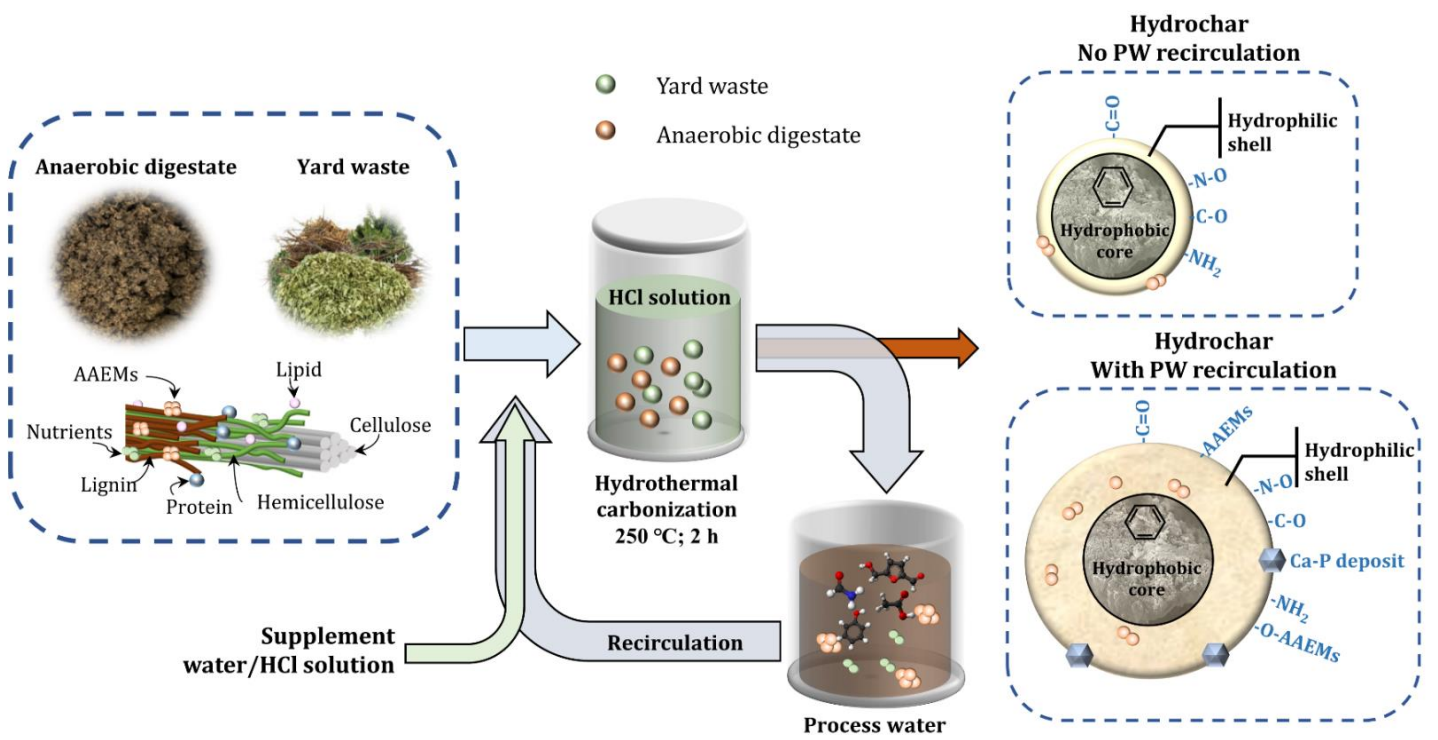 Anaerobic digestate
Yard waste
AAEMs
Lipid
Nutrients
Cellulose
Lignin
Protein
Hemicellulose
Yard waste
Anaerobic digestate
HCl solution
Hydrothermal
carbonization
250 °C; 2 h
Supplement
water/HCl solution
Recirculation
Process water
Hydrochar
No PW recirculation
-C=O
Hydrophilic
shell
-N-O
-C-O
-NH₂
Hydrophobic
core
Hydrochar
With PW recirculation
-C=O
-AAEMs
Hydrophilic
shell
-N-O
-C-O
Ca-P deposit
-NH₂
-O-AAEMs
Hydrophobic
core